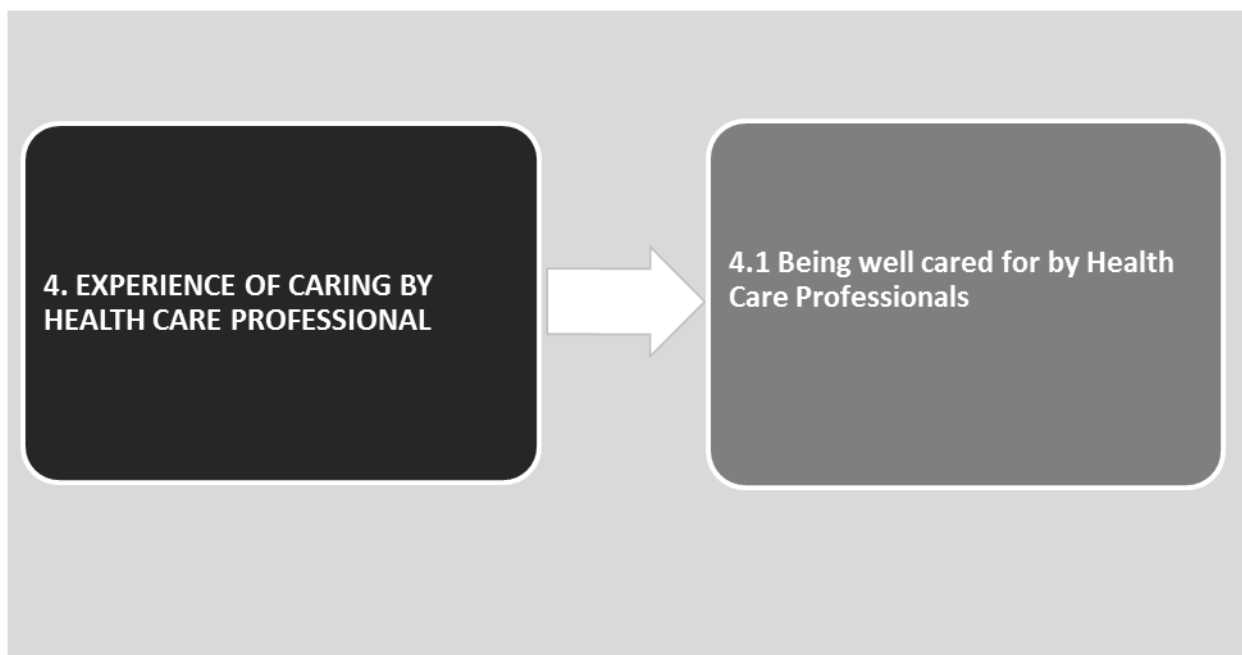 4. EXPERIENCE OF CARING BY
HEALTH CARE PROFESSIONAL
4.1 Being well cared for by Health
Care Professionals